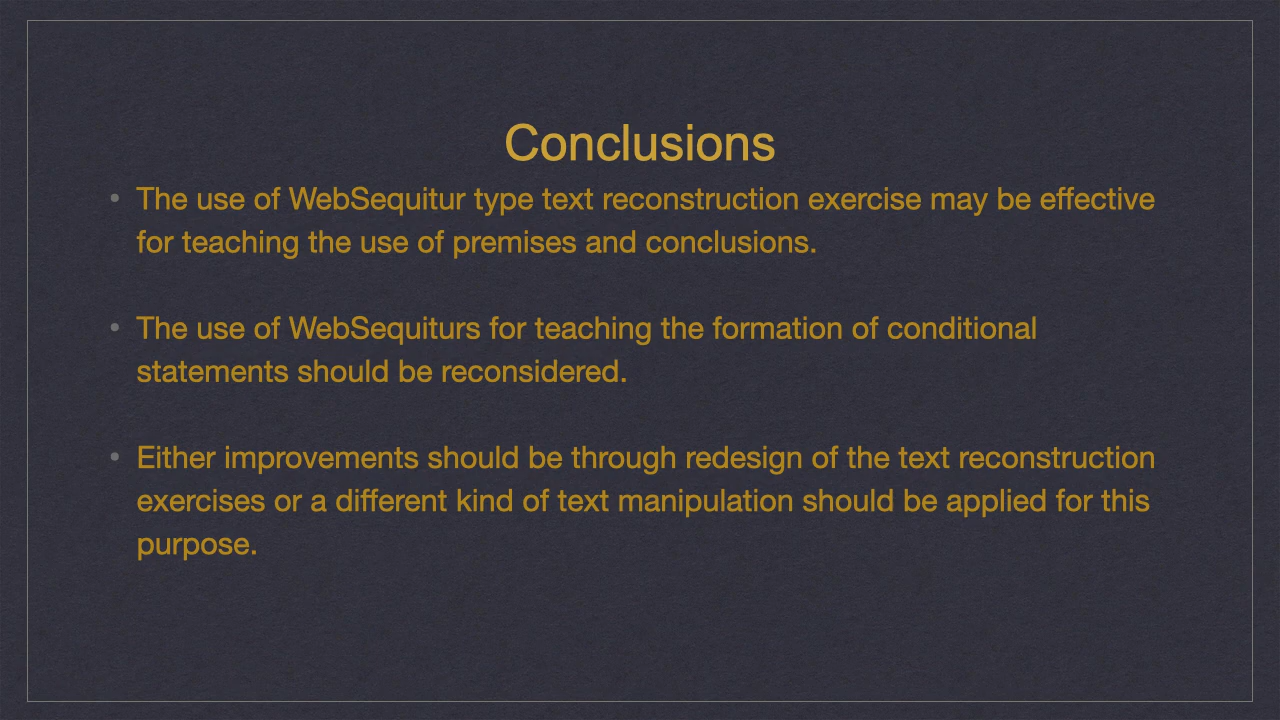 Conclusions
• The use of WebSequitur type text reconstruction exercise may be effective
for teaching the use of premises and conclusions.
• The use of WebSequiturs for teaching the formation of conditional
statements should be reconsidered.
• Either improvements should be through redesign of the text reconstruction
exercises or a different kind of text manipulation should be applied for this
purpose.